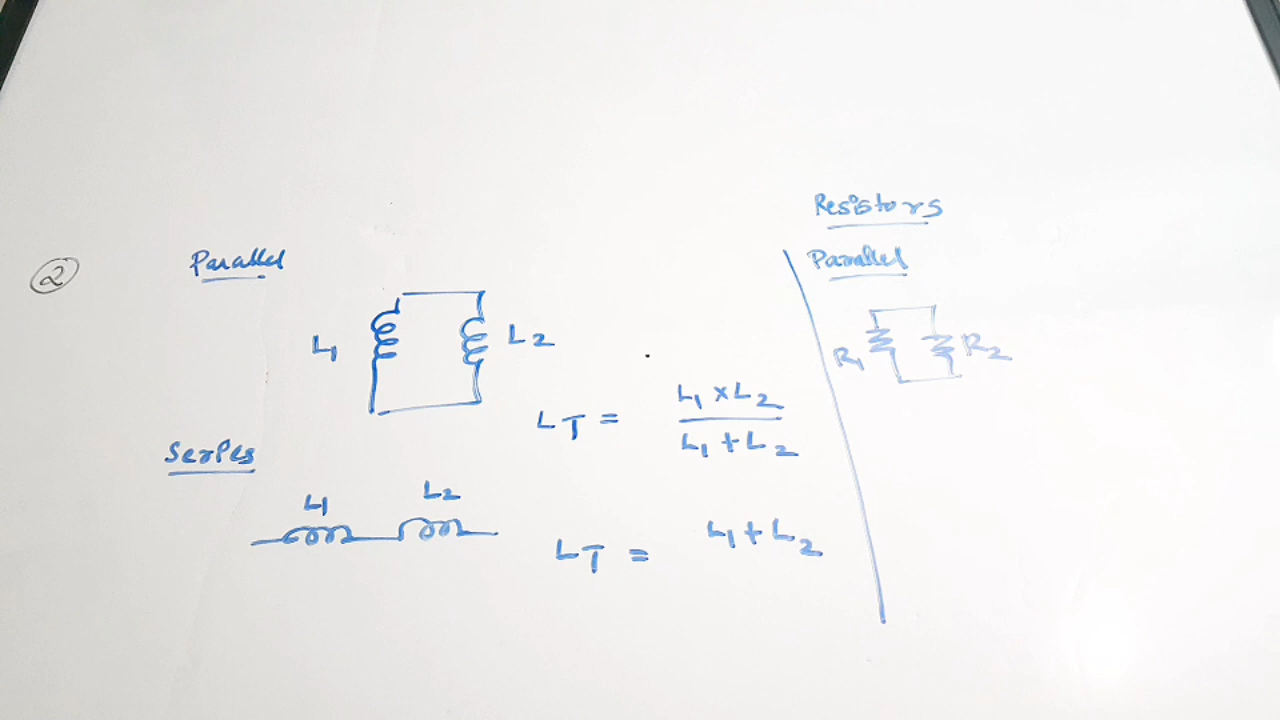 2
Parallel
L1 L2
LT = L1 x L2 / L1 + L2
Series
L1 L2
LT = L1 + L2
Resistors
Parallel
R1 R2